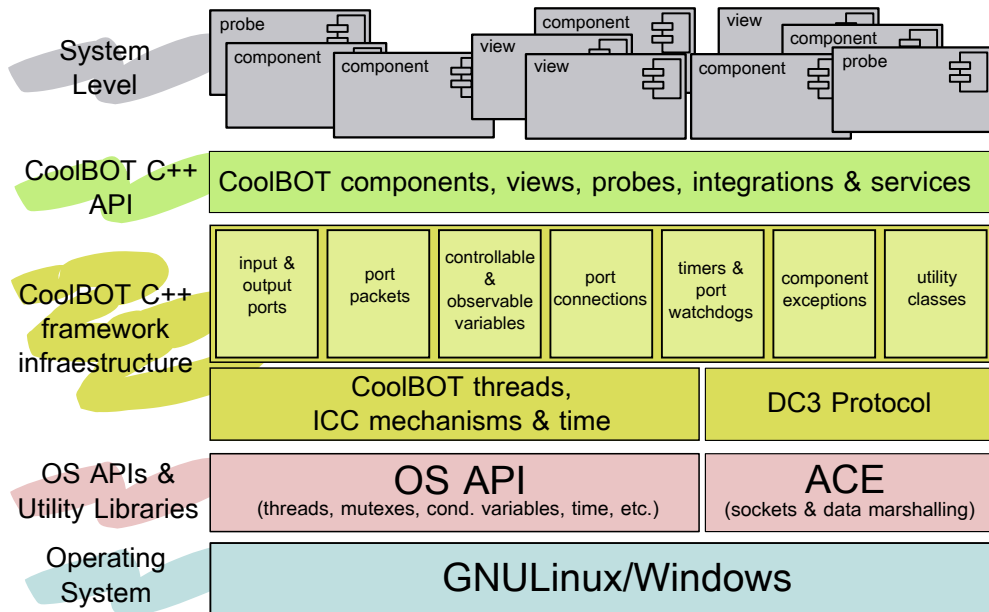 System
Level
probe
component
component
component
view
view
view
component
component
probe
CoolBOT C++
API
CoolBOT components, views, probes, integrations & services
CoolBOT C++
framework
infraestructure
input &
output
ports
port
packets
controllable
&
observable
variables
port
connections
timers &
port
watchdogs
component
exceptions
utility
classes
CoolBOT threads,
ICC mechanisms & time
DC3 Protocol
OS APIs &
Utility Libraries
OS API
(threads, mutexes, cond. variables, time, etc.)
ACE
(sockets & data marshalling)
Operating
System
GNULinux/Windows